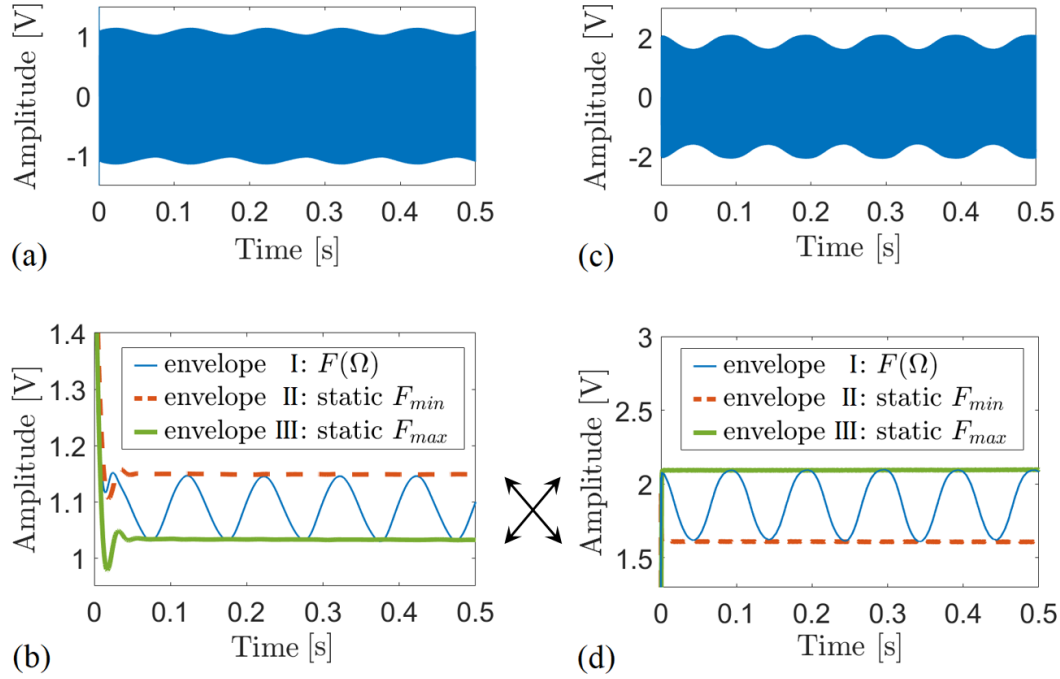 Amplitude [V]
1
0
-1
0 0.1 0.2 0.3 0.4 0.5
Time [s]
(a)
Amplitude [V]
2
0
-2
0 0.1 0.2 0.3 0.4 0.5
Time [s]
(c)
Amplitude [V]
1.4
1.3
1.2
1.1
1
envelope I: F(Ω)
envelope II: static Fmin
envelope III: static Fmax
0 0.1 0.2 0.3 0.4 0.5
Time [s]
(b)
Amplitude [V]
3
2.5
2
1.5
envelope I: F(Ω)
envelope II: static Fmin
envelope III: static Fmax
0 0.1 0.2 0.3 0.4 0.5
Time [s]
(d)